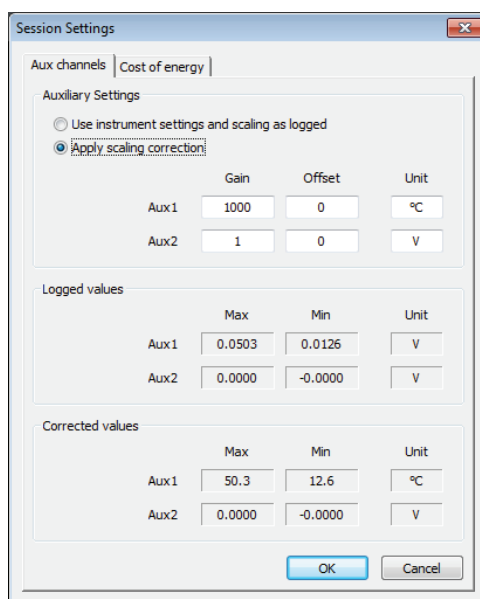 Session Settings
Aux channels Cost of energy
Auxiliary Settings
Use instrument settings and scaling as logged
Apply scaling correction
Gain Offset Unit
Aux1 1000 0 ºC
Aux2 1 0 V
Logged values
Max Min Unit
Aux1 0.0503 0.0126 V
Aux2 0.0000 -0.0000 V
Corrected values
Max Min Unit
Aux1 50.3 12.6 ºC
Aux2 0.0000 -0.0000 V
OK Cancel